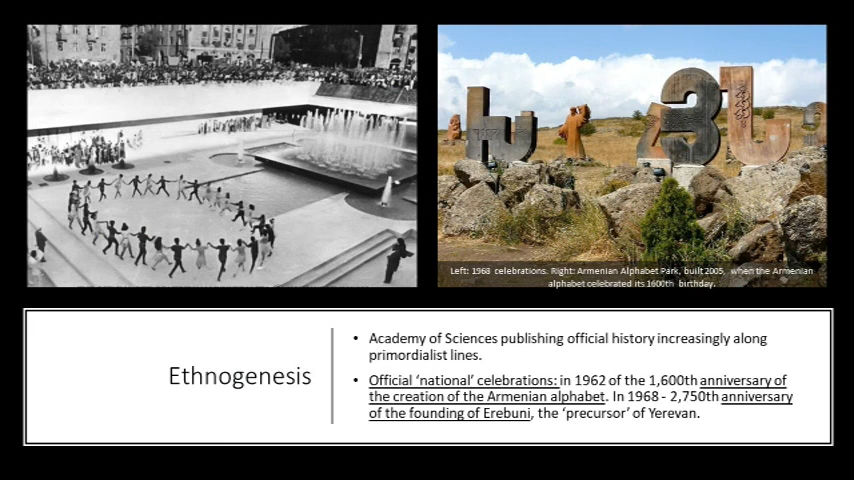 Left: 1968 celebrations. Right: Armenian Alphabet Park, built 2005, when the Armenian
alphabet celebrated its 1600th birthday.
Ethnogenesis
• Academy of Sciences publishing official history increasingly along
primordialist lines.
• Official ‘national’ celebrations: in 1962 of the 1,600th anniversary of
the creation of the Armenian alphabet. In 1968 - 2,750th anniversary
of the founding of Erebuni, the ‘precursor’ of Yerevan.